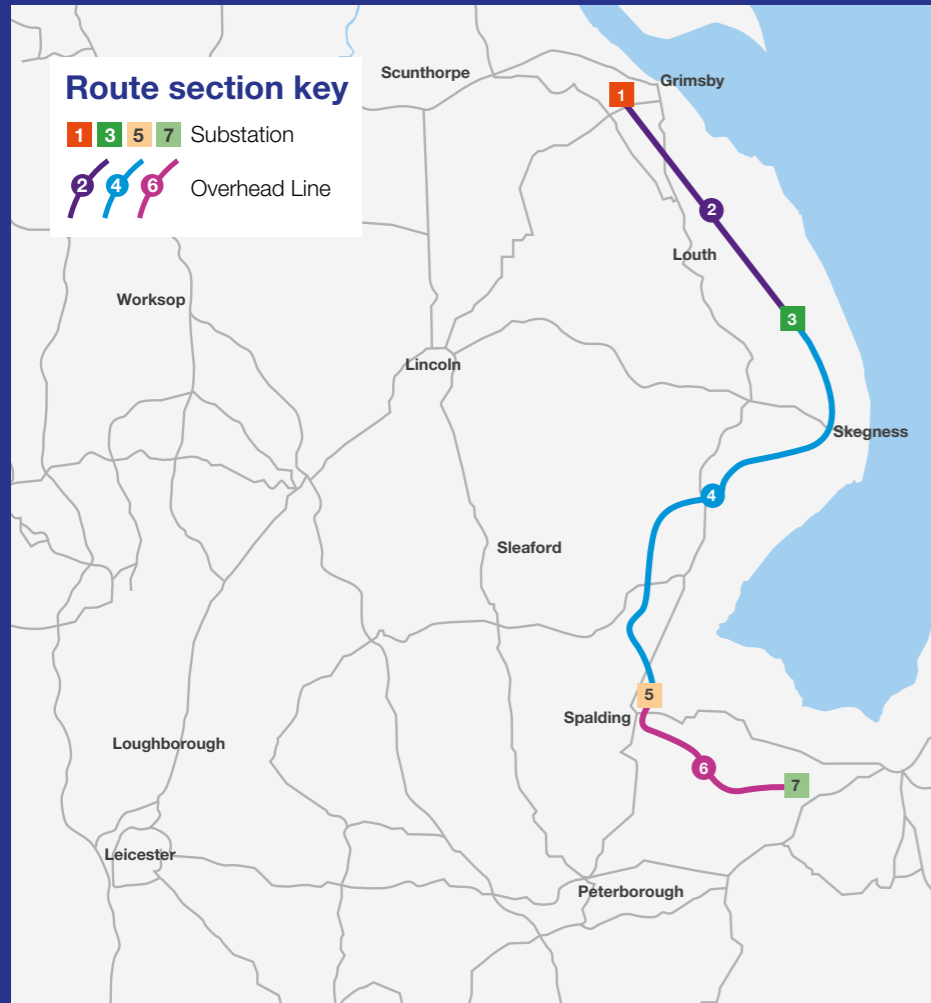 Route section key
1 3 5 7 Substation
2 4 6 Overhead Line
Scunthorpe
Grimsby
1
2
Louth
Worksop
3
Lincoln
Skegness
4
Sleaford
5
Spalding
Loughborough
6
7
Leicester
Peterborough